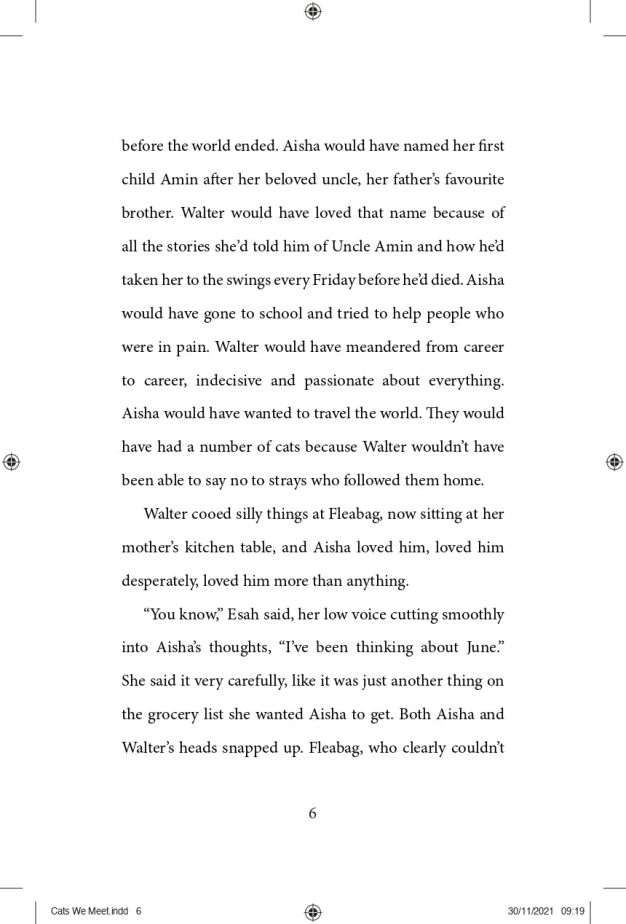 before the world ended. Aisha would have named her first
child Amin after her beloved uncle, her father’s favourite
brother. Walter would have loved that name because of
all the stories she’d told him of Uncle Amin and how he’d
taken her to the swings every Friday before he’d died. Aisha
would have gone to school and tried to help people who
were in pain. Walter would have meandered from career
to career, indecisive and passionate about everything.
Aisha would have wanted to travel the world. They would
have had a number of cats because Walter wouldn’t have
been able to say no to strays who followed them home.
Walter cooed silly things at Fleabag, now sitting at her
mother’s kitchen table, and Aisha loved him, loved him
desperately, loved him more than anything.
“You know,” Esah said, her low voice cutting smoothly
into Aisha’s thoughts, “I’ve been thinking about June.”
She said it very carefully, like it was just another thing on
the grocery list she wanted Aisha to get. Both Aisha and
Walter’s heads snapped up. Fleabag, who clearly couldn’t
6
Cats We Meet.indd 6
30/11/2021 09:19